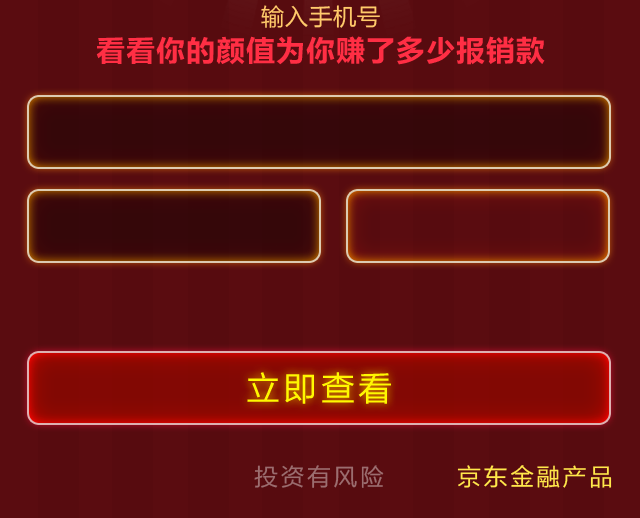 输入手机号
看看你的颜值为你赚了多少报销款
立即查看
投资有风险
京东金融产品